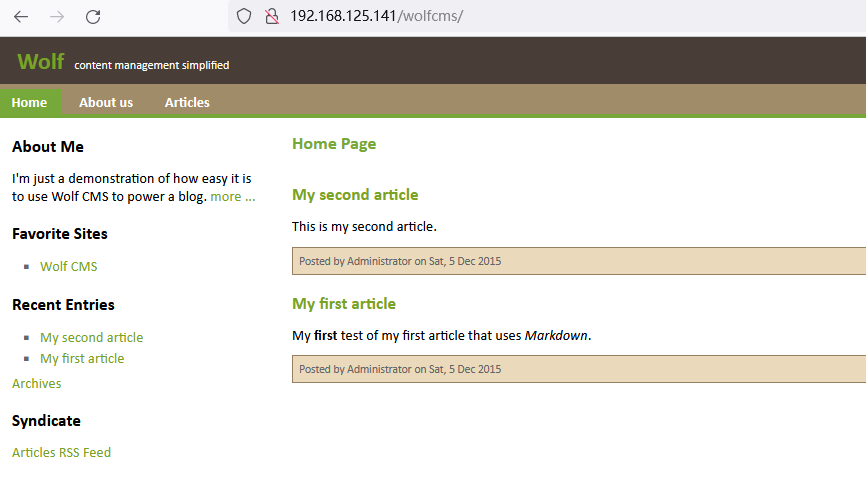 192.168.125.141/wolfcms/
Wolf content management simplified
Home About us Articles
About Me
I'm just a demonstration of how easy it is
to use Wolf CMS to power a blog. more ...
Favorite Sites
Wolf CMS
Recent Entries
My second article
My first article
Archives
Syndicate
Articles RSS Feed
Home Page
My second article
This is my second article.
Posted by Administrator on Sat, 5 Dec 2015
My first article
My first test of my first article that uses Markdown.
Posted by Administrator on Sat, 5 Dec 2015